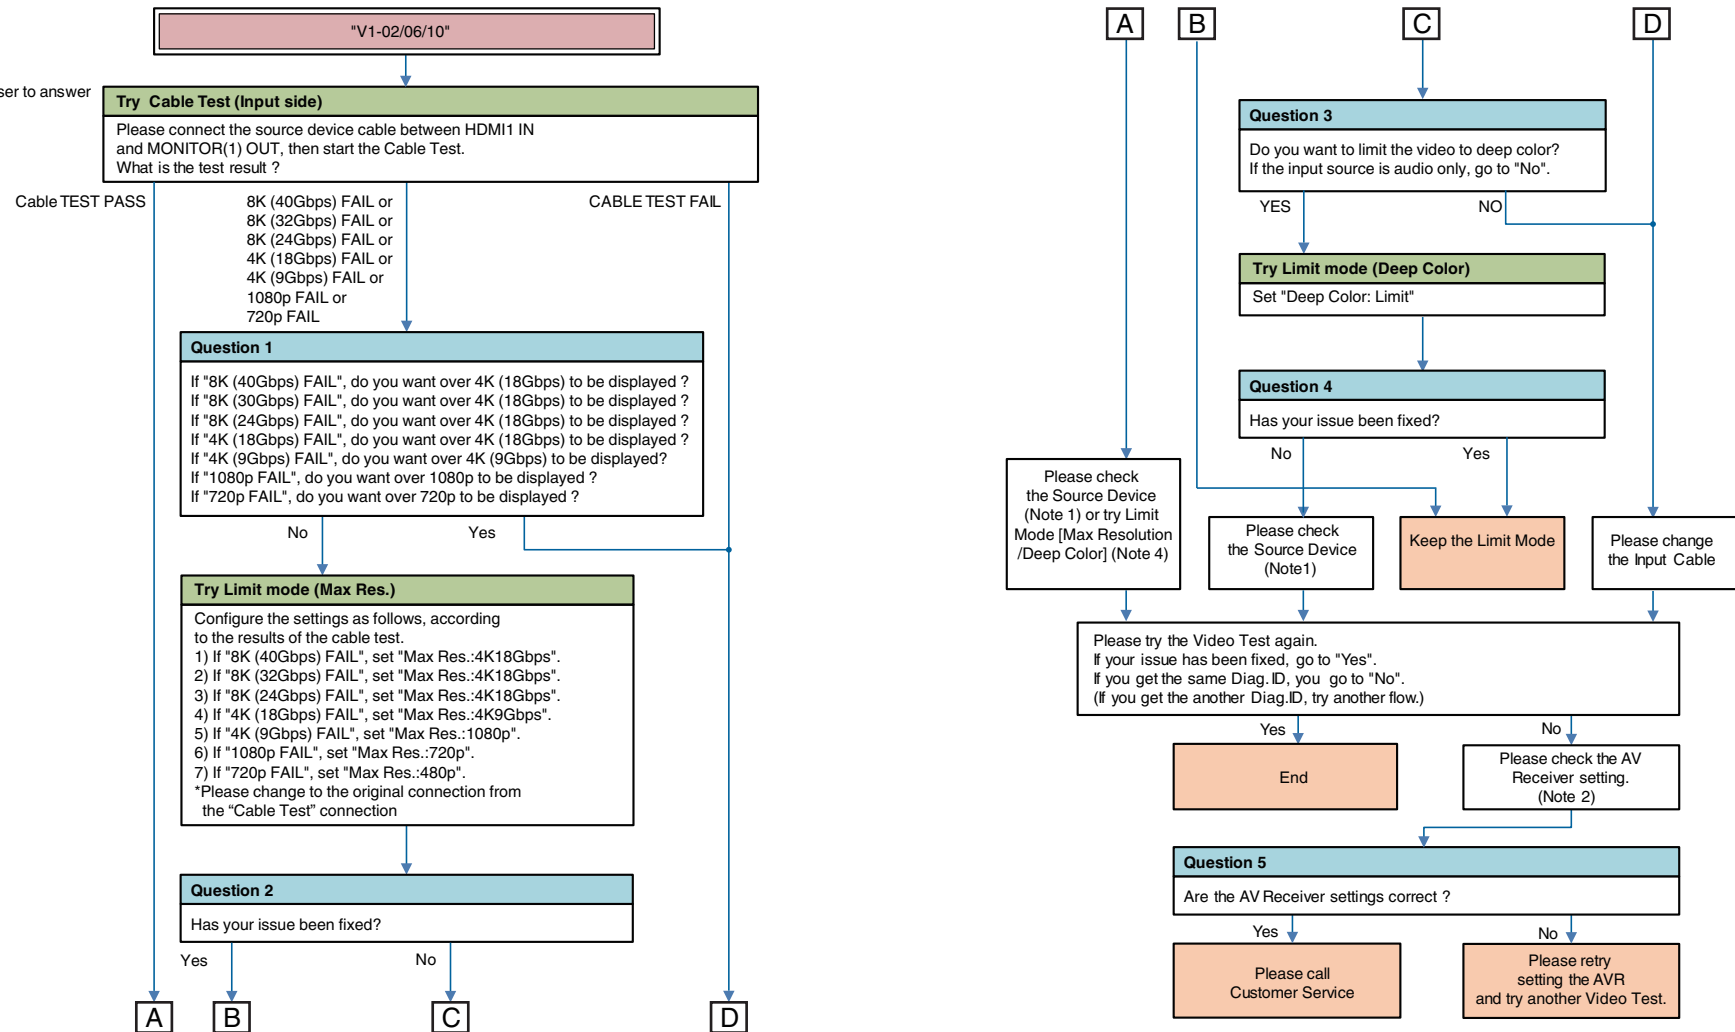 "V1-02/06/10"
ser to answer
Try Cable Test (Input side)
Please connect the source device cable between HDMI1 IN
and MONITOR(1) OUT, then start the Cable Test.
What is the test result ?
Cable TEST PASS
8K (40Gbps) FAIL or
8K (32Gbps) FAIL or
8K (24Gbps) FAIL or
4K (18Gbps) FAIL or
4K (9Gbps) FAIL or
1080p FAIL or
720p FAIL
CABLE TEST FAIL
Question 1
If "8K (40Gbps) FAIL", do you want over 4K (18Gbps) to be displayed ?
If "8K (30Gbps) FAIL", do you want over 4K (18Gbps) to be displayed ?
If "8K (24Gbps) FAIL", do you want over 4K (18Gbps) to be displayed ?
If "4K (18Gbps) FAIL", do you want over 4K (18Gbps) to be displayed ?
If "4K (9Gbps) FAIL", do you want over 4K (9Gbps) to be displayed?
If "1080p FAIL", do you want over 1080p to be displayed ?
If "720p FAIL", do you want over 720p to be displayed ?
No
Yes
Try Limit mode (Max Res.)
Configure the settings as follows, according
to the results of the cable test.
1) If "8K (40Gbps) FAIL", set "Max Res.:4K18Gbps".
2) If "8K (32Gbps) FAIL", set "Max Res.:4K18Gbps".
3) If "8K (24Gbps) FAIL", set "Max Res.:4K18Gbps".
4) If "4K (18Gbps) FAIL", set "Max Res.:4K9Gbps".
5) If "4K (9Gbps) FAIL", set "Max Res.:1080p".
6) If "1080p FAIL", set "Max Res.:720p".
7) If "720p FAIL", set "Max Res.:480p".
*Please change to the original connection from
the “Cable Test” connection
Question 2
Has your issue been fixed?
Yes
No
A
B
C
D
A
B
C
D
Question 3
Do you want to limit the video to deep color?
If the input source is audio only, go to "No".
YES
NO
Try Limit mode (Deep Color)
Set "Deep Color: Limit"
Question 4
Has your issue been fixed?
No
Yes
Please check
the Source Device
(Note 1) or try Limit
Mode [Max Resolution
/Deep Color] (Note 4)
Please check
the Source Device
(Note1)
Keep the Limit Mode
Please change
the Input Cable
Please try the Video Test again.
If your issue has been fixed, go to "Yes".
If you get the same Diag.ID, you go to "No".
(If you get the another Diag.ID, try another flow.)
Yes
No
End
Please check the AV
Receiver setting.
(Note 2)
Question 5
Are the AV Receiver settings correct ?
Yes
No
Please call
Customer Service
Please retry
setting the AVR
and try another Video Test.